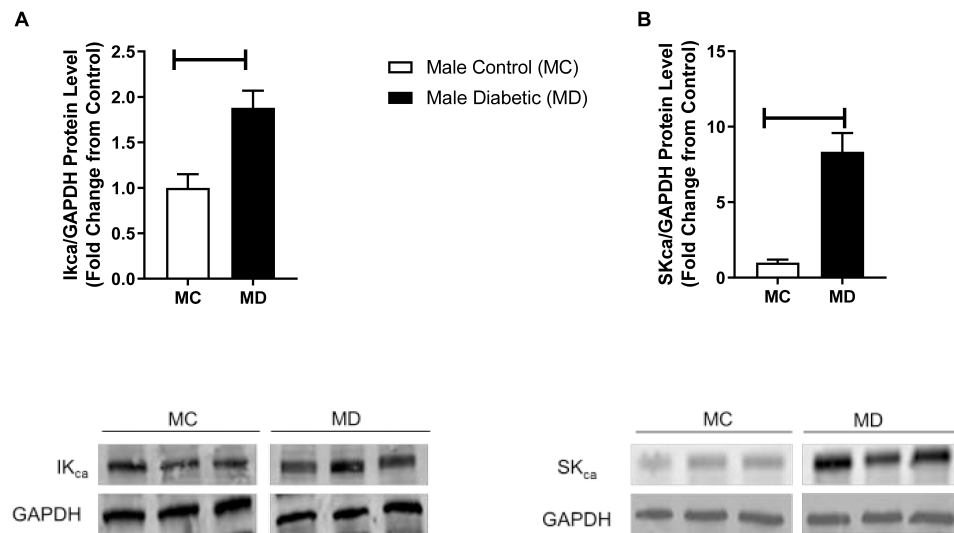 A
Ikca/GAPDH Protein Level
(Fold Change from Control)
2.5
2.0
1.5
1.0
0.5
0.0
MC
MD
Male Control (MC)
Male Diabetic (MD)
B
SKca/GAPDH Protein Level
(Fold Change from Control)
15
10
5
0
MC
MD
MC
MD
IKca
GAPDH
MC
MD
SKca
GAPDH